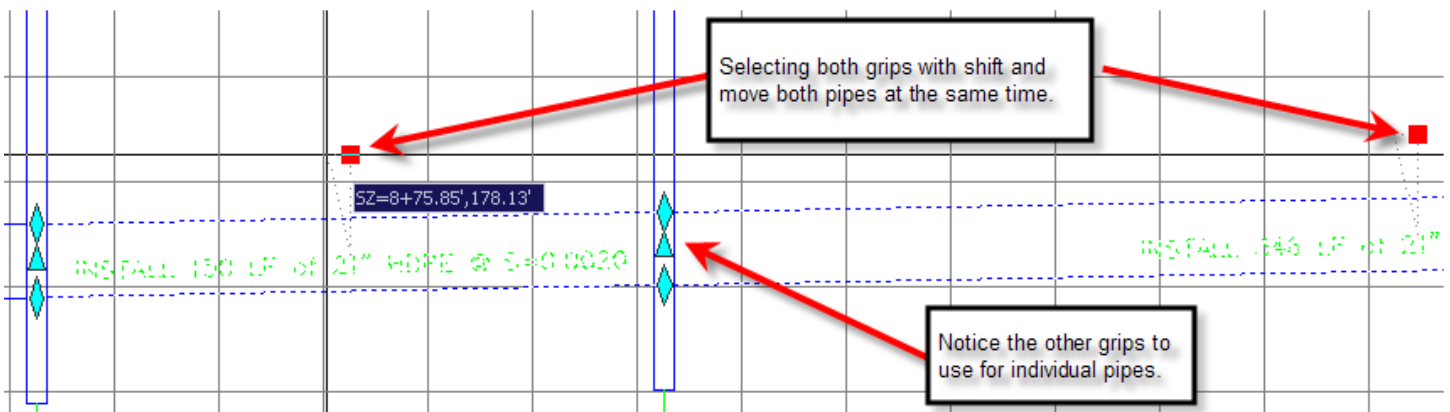 Selecting both grips with shift and
move both pipes at the same time.
SZ=8+75.85',178.13'
INSTALL 130 LF of 21" HDPE @ S=0.0020
INSTALL 346 LF of 21"
Notice the other grips to
use for individual pipes.